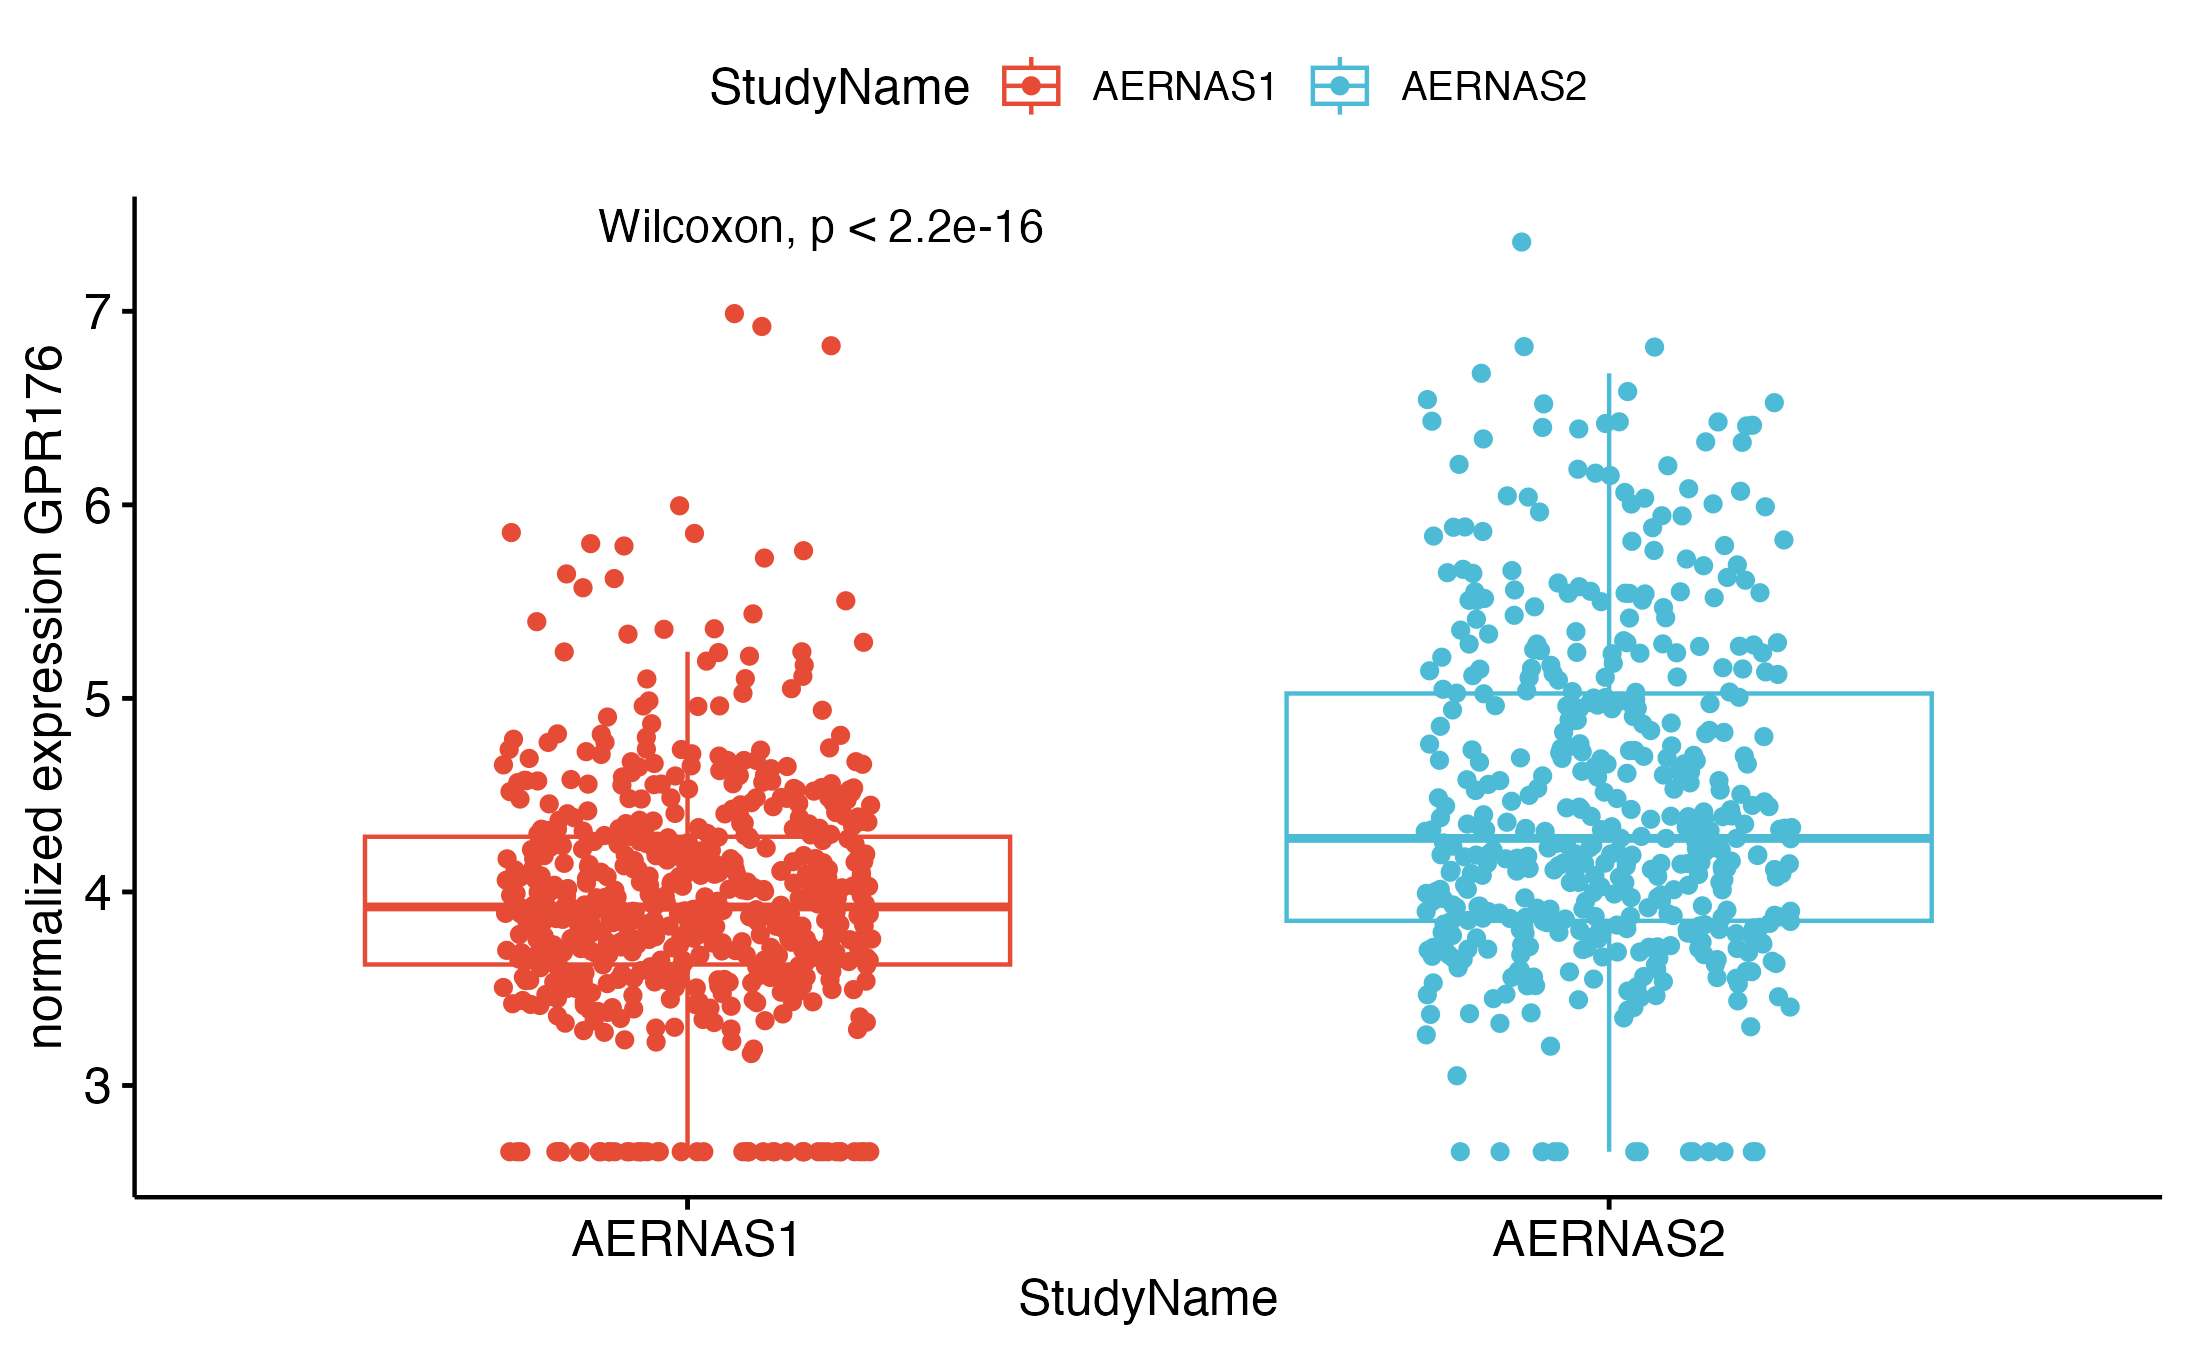 StudyName AERNAS1 AERNAS2
Wilcoxon, p < 2.2e-16
normalized expression GPR176
7
6
5
4
3
AERNAS1 AERNAS2
StudyName